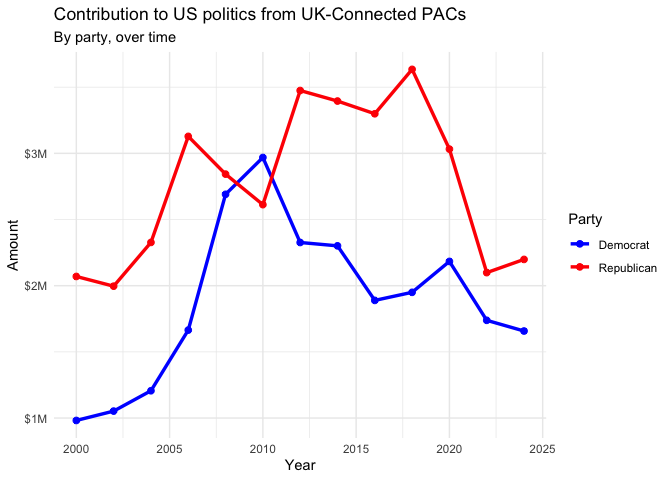 Contribution to US politics from UK-Connected PACs
By party, over time
Amount
$3M
$2M
$1M
2000 2005 2010 2015 2020 2025
Year
Party
Democrat
Republican